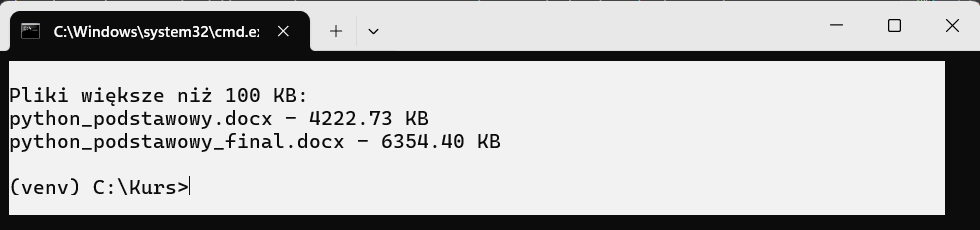 C:\Windows\system32\cmd.e
Pliki większe niż 100 KB:
python_podstawowy.docx - 4222.73 KB
python_podstawowy_final.docx - 6354.40 KB
(venv) C:\Kurs>